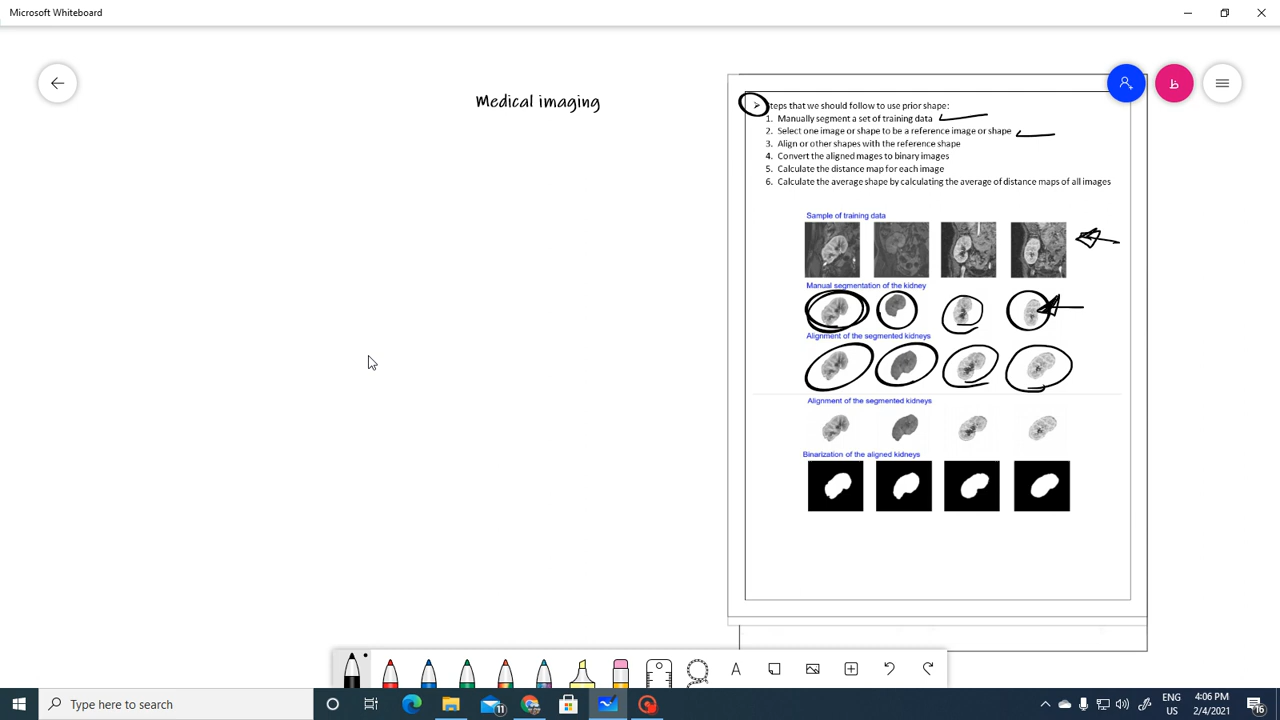 Microsoft Whiteboard
Medical imaging
teps that we should follow to use prior shape:
1. Manually segment a set of training data
2. Select one image or shape to be a reference image or shape
3. Align or other shapes with the reference shape
4. Convert the aligned mages to binary images
5. Calculate the distance map for each image
6. Calculate the average shape by calculating the average of distance maps of all images
Sample of training data
Manual segmentation of the kidney
Alignment of the segmented kidneys
Alignment of the segmented kidneys
Binarization of the aligned kidneys
ط
A
Type here to search
11
ENG
US
4:06 PM
2/4/2021
16